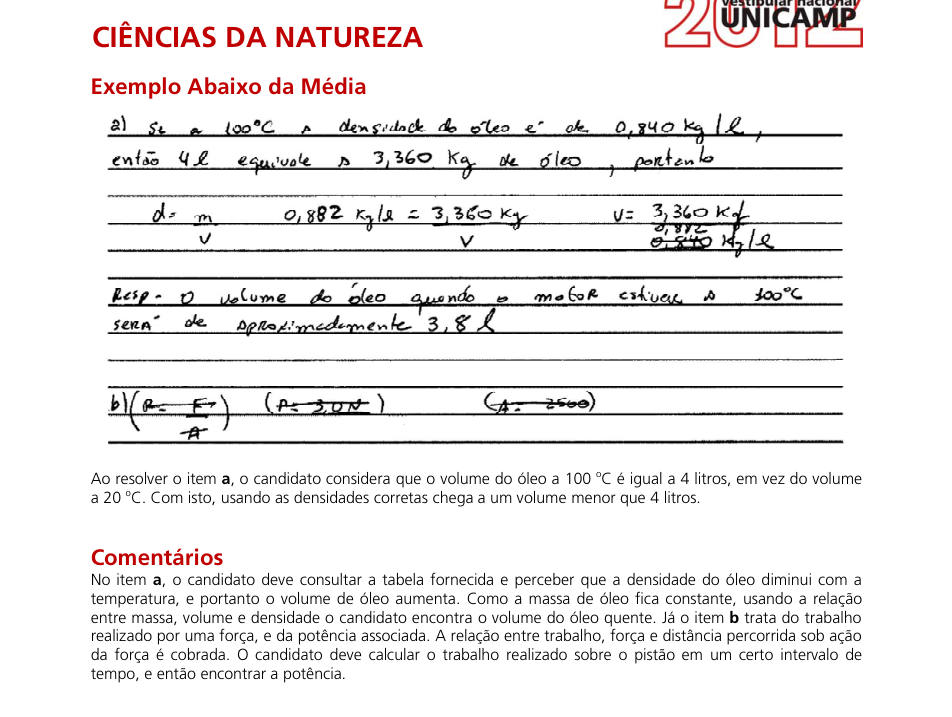 vestibular nacional
UNICAMP
2012
CIÊNCIAS DA NATUREZA
Exemplo Abaixo da Média
a) Se a 100°C a densidade do óleo é de 0,840 kg/l,
então 4 l equivale a 3,360 Kg de óleo, portanto
d = m/v 0,882 Kg/l = 3,360 Kg/v v = 3,360 Kg/0,882 0,840 Kg/l
Resp - O volume do óleo quando o motor estiver a 100°C
SERÁ de aproximadamente 3,8 l
b) (P = F/A) (P = 3,0N) (A = 2500)
Ao resolver o item a, o candidato considera que o volume do óleo a 100 ºC é igual a 4 litros, em vez do volume
a 20 ºC. Com isto, usando as densidades corretas chega a um volume menor que 4 litros.
Comentários
No item a, o candidato deve consultar a tabela fornecida e perceber que a densidade do óleo diminui com a
temperatura, e portanto o volume de óleo aumenta. Como a massa de óleo fica constante, usando a relação
entre massa, volume e densidade o candidato encontra o volume do óleo quente. Já o item b trata do trabalho
realizado por uma força, e da potência associada. A relação entre trabalho, força e distância percorrida sob ação
da força é cobrada. O candidato deve calcular o trabalho realizado sobre o pistão em um certo intervalo de
tempo, e então encontrar a potência.